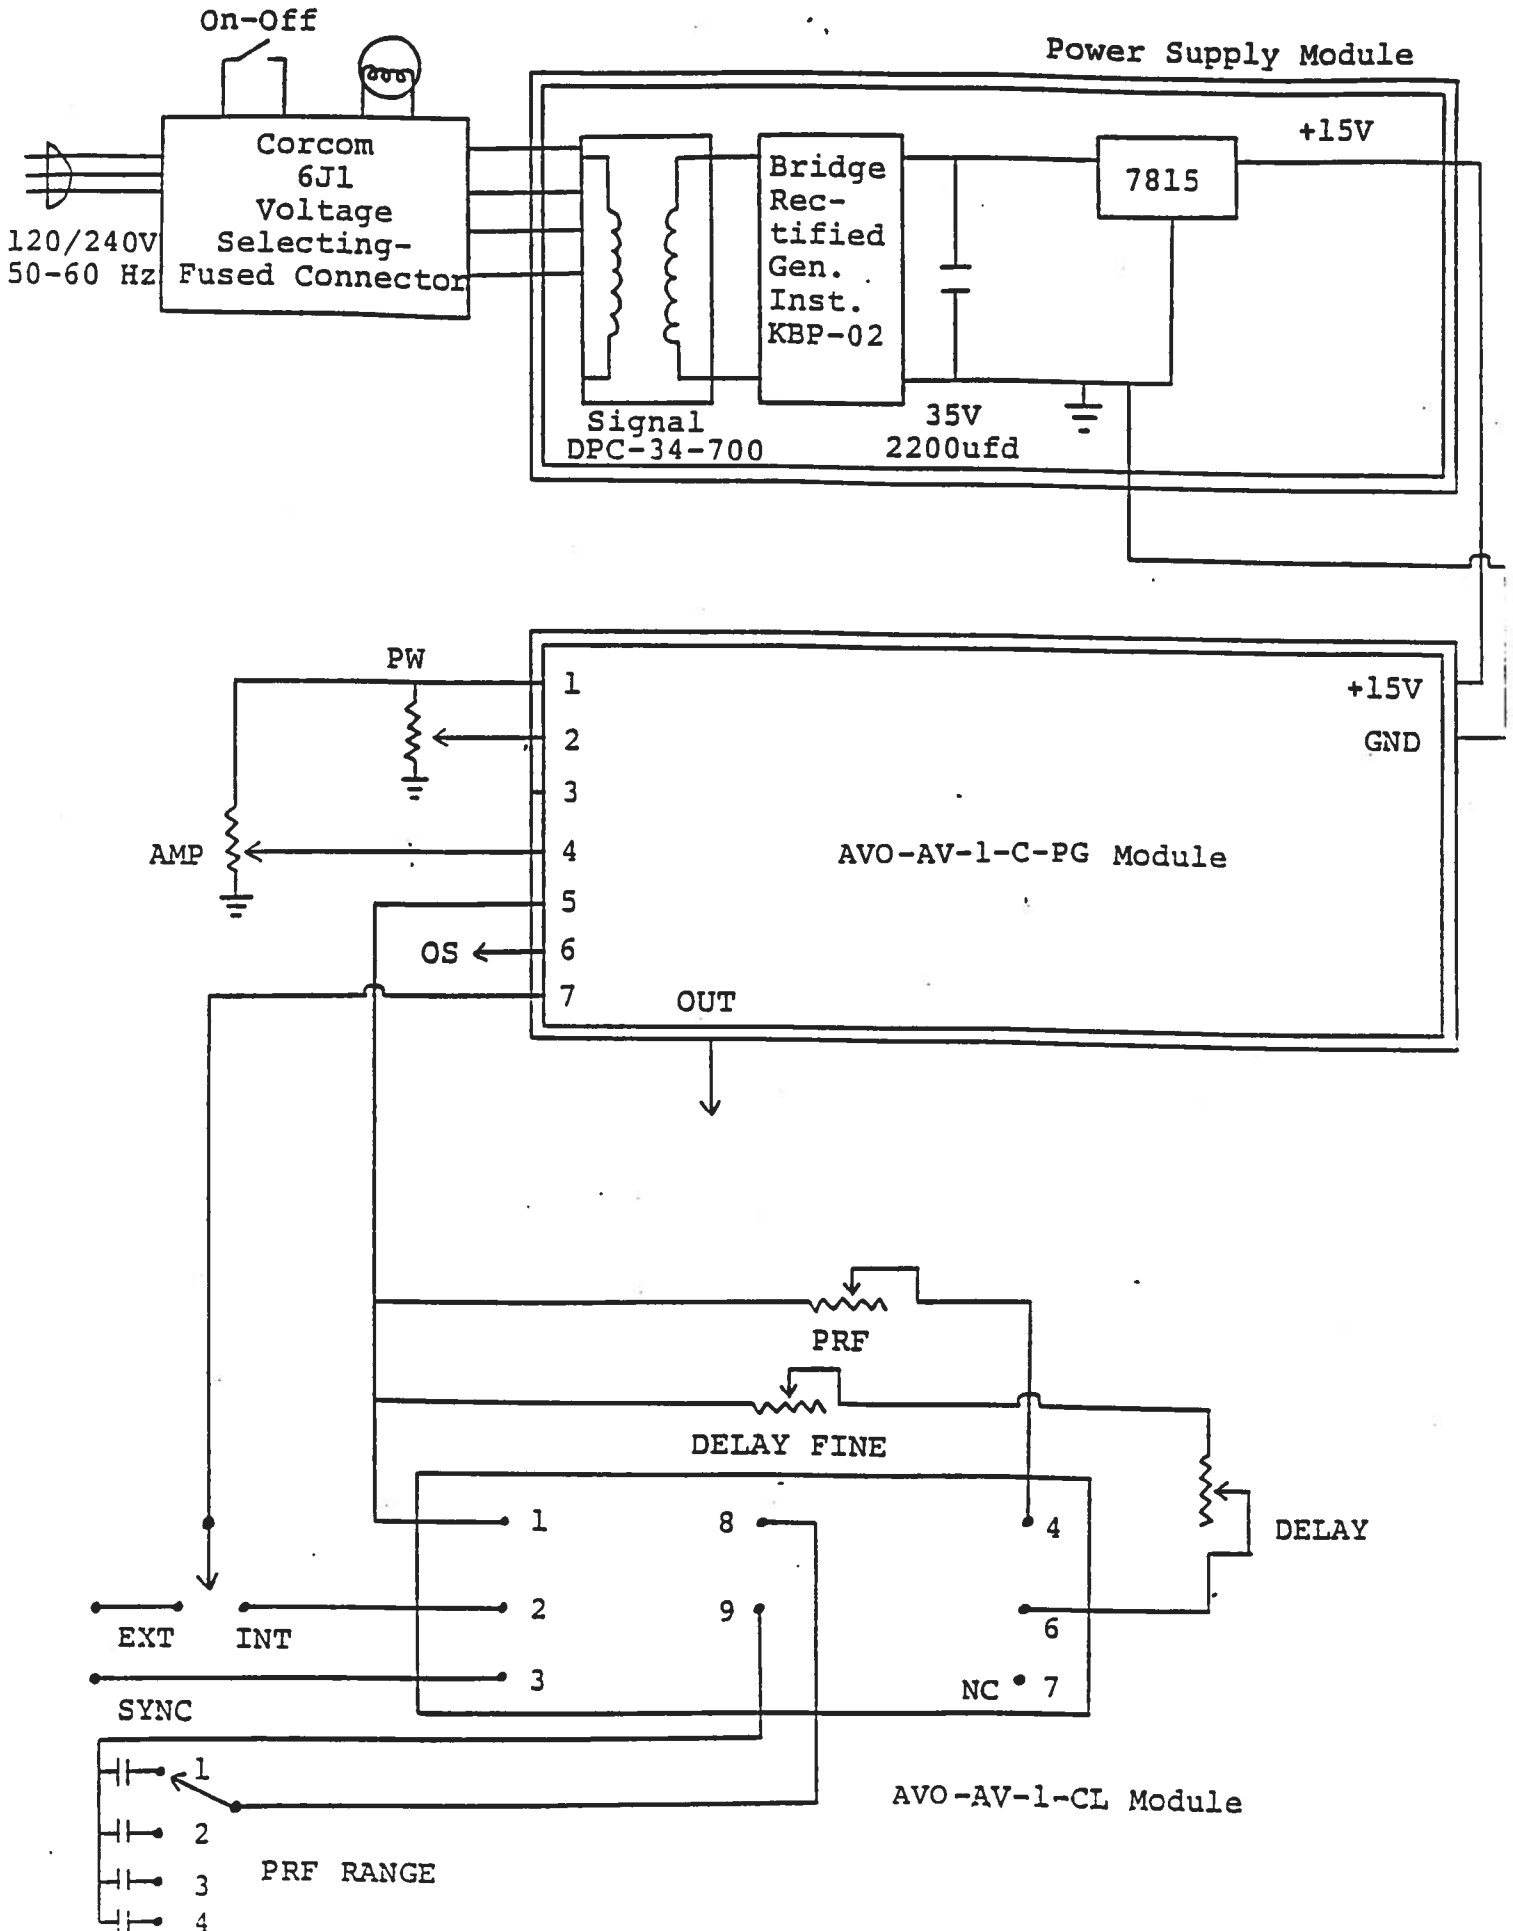 On-Off
Power Supply Module
Corcom
6J1
Voltage
Selecting-
Fused Connector
120/240V
50-60 Hz
Bridge
Rec-
tified
Gen.
Inst.
KBP-02
7815
+15V
Signal
DPC-34-700
35V
2200ufd
PW
1
2
3
4
5
6
7
AMP
OS
OUT
+15V
GND
AVO-AV-1-C-PG Module
PRF
DELAY FINE
DELAY
1
2
3
8
9
4
6
NC
7
EXT
INT
SYNC
1
2
3
4
PRF RANGE
AVO-AV-1-CL Module